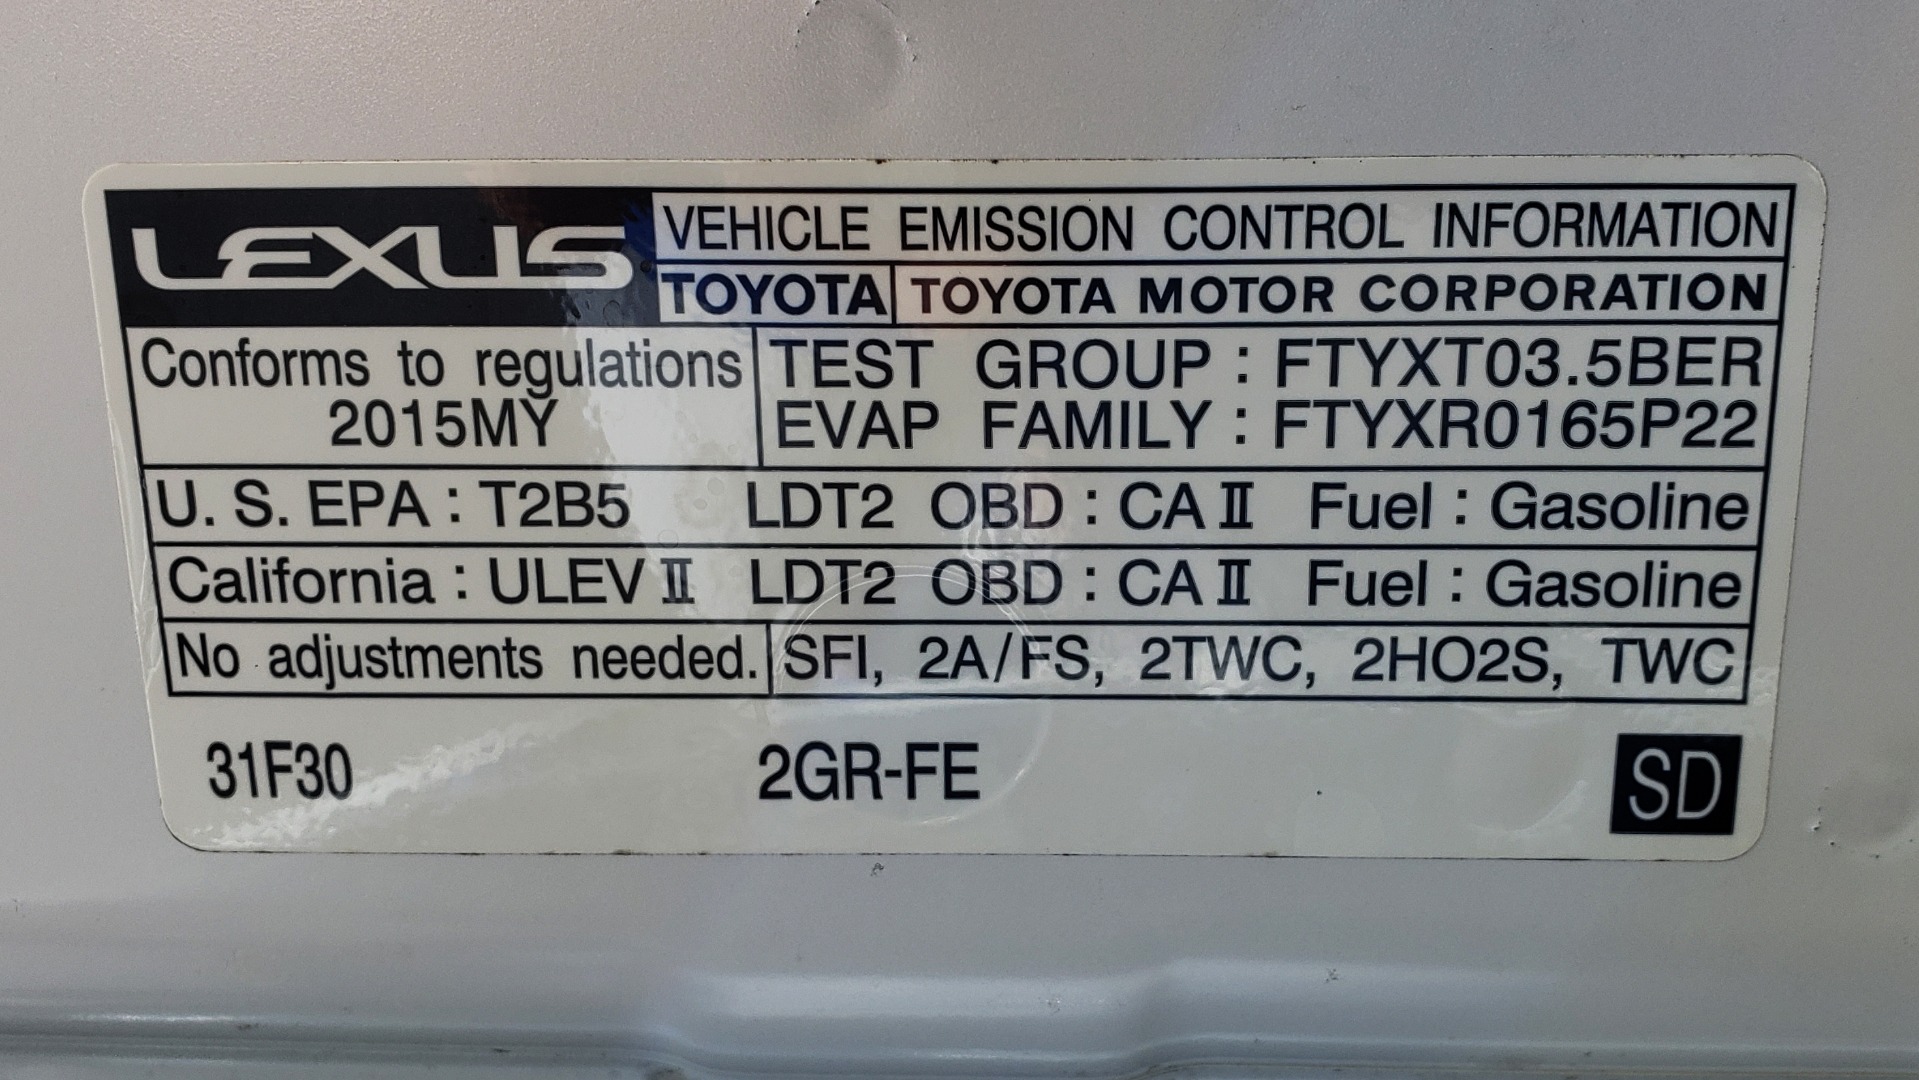 LEXUS VEHICLE EMISSION CONTROL INFORMATION
TOYOTA TOYOTA MOTOR CORPORATION
Conforms to regulations
2015MY
TEST GROUP : FTYXT03.5BER
EVAP FAMILY : FTYXR0165P22
U. S. EPA : T2B5 LDT2 OBD : CA II Fuel : Gasoline
California : ULEV II LDT2 OBD : CA II Fuel : Gasoline
No adjustments needed. SFI, 2A/FS, 2TWC, 2HO2S, TWC
31F30 2GR-FE SD